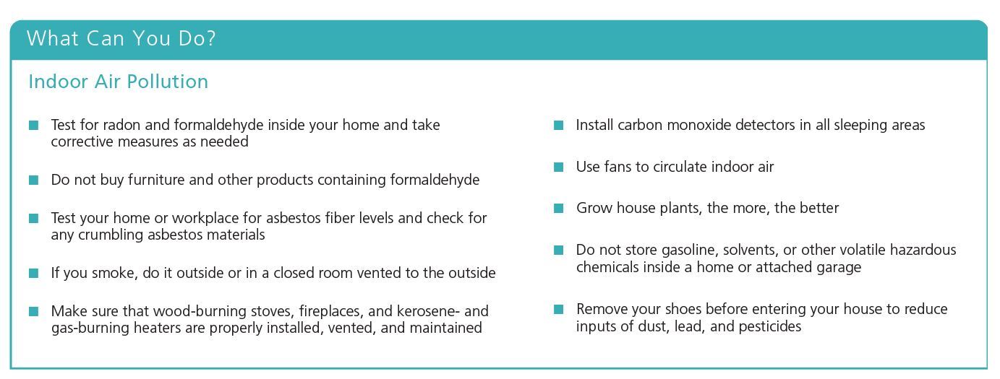 What Can You Do?
Indoor Air Pollution
Test for radon and formaldehyde inside your home and take
corrective measures as needed
Do not buy furniture and other products containing formaldehyde
Test your home or workplace for asbestos fiber levels and check for
any crumbling asbestos materials
If you smoke, do it outside or in a closed room vented to the outside
Make sure that wood-burning stoves, fireplaces, and kerosene- and
gas-burning heaters are properly installed, vented, and maintained
Install carbon monoxide detectors in all sleeping areas
Use fans to circulate indoor air
Grow house plants, the more, the better
Do not store gasoline, solvents, or other volatile hazardous
chemicals inside a home or attached garage
Remove your shoes before entering your house to reduce
inputs of dust, lead, and pesticides